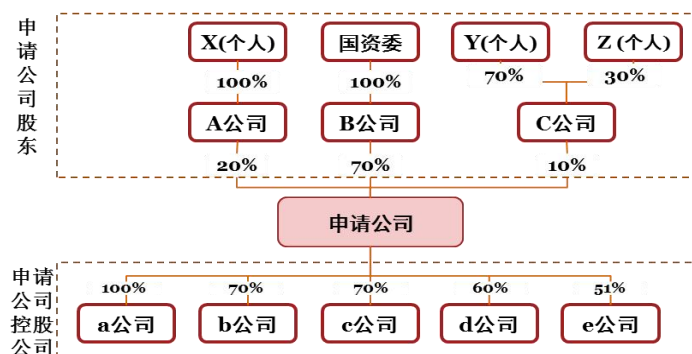 申请公司股东
X(个人) 国资委 Y(个人) Z (个人)
100% 100% 70% 30%
A公司 B公司 C公司
20% 70% 10%
申请公司
申请公司控股公司
100% 70% 70% 60% 51%
a公司 b公司 c公司 d公司 e公司